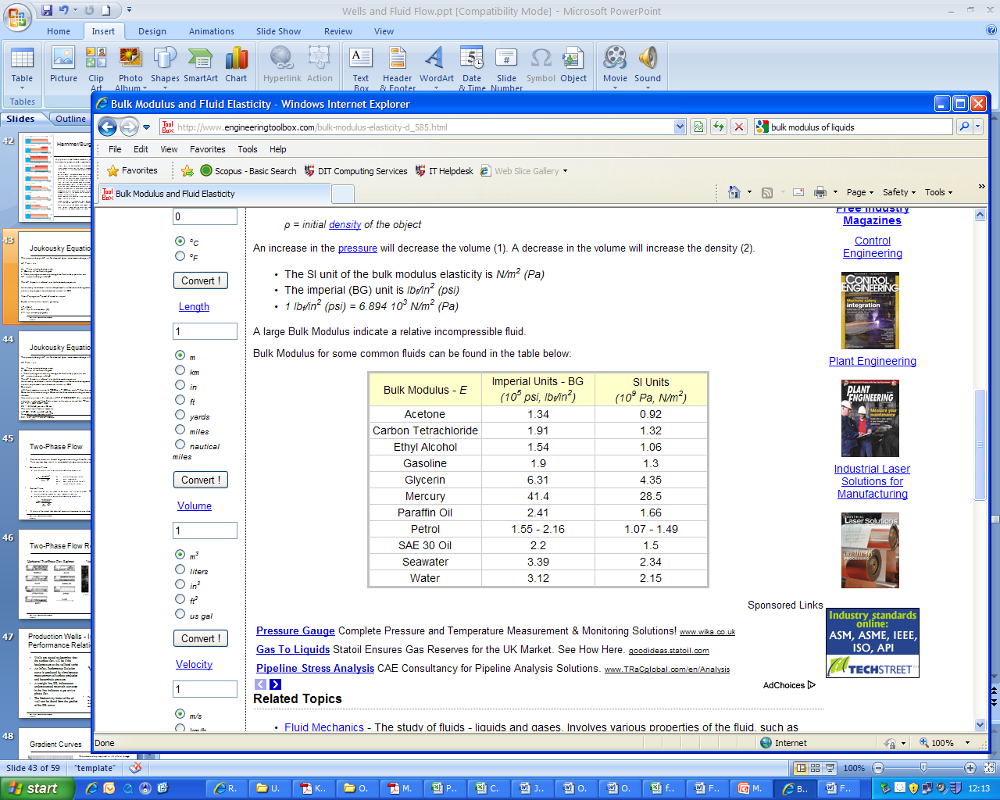 Wells and Fluid Flow.ppt [Compatibility Mode] - Microsoft PowerPoint
Home Insert Design Animations Slide Show Review View
Table Picture Clip Art Photo Album Shapes SmartArt Chart Hyperlink Action Text Box Header & Footer WordArt Date & Time Slide Number Symbol Object Movie Sound
Tables
Slides Outline
42
43
Joukousky Equatio
44
Joukousky Equatio
45
Two-Phase Flow
46
Two-Phase Flow Re
47
Production Wells - I
Performance Relati
48
Gradient Curves
Bulk Modulus and Fluid Elasticity - Windows Internet Explorer
http://www.engineeringtoolbox.com/bulk-modulus-elasticity-d_585.html
bulk modulus of liquids
File Edit View Favorites Tools Help
Favorites Scopus - Basic Search DIT Computing Services IT Helpdesk Web Slice Gallery
Tool Box Bulk Modulus and Fluid Elasticity
Page Safety Tools
0
°C
°F
Convert !
Length
1
m
km
in
ft
yards
miles
nautical
miles
Convert !
Volume
1
m³
liters
in³
ft³
us gal
Convert !
Velocity
1
m/s
km/h
ρ = initial density of the object
An increase in the pressure will decrease the volume (1). A decrease in the volume will increase the density (2).
• The SI unit of the bulk modulus elasticity is N/m² (Pa)
• The imperial (BG) unit is lbf/in² (psi)
• 1 lbf/in² (psi) = 6.894 10³ N/m² (Pa)
A large Bulk Modulus indicate a relative incompressible fluid.
Bulk Modulus for some common fluids can be found in the table below:
Bulk Modulus - E Imperial Units - BG (10⁵ psi, lbf/in²) SI Units (10⁹ Pa, N/m²)
Acetone 1.34 0.92
Carbon Tetrachloride 1.91 1.32
Ethyl Alcohol 1.54 1.06
Gasoline 1.9 1.3
Glycerin 6.31 4.35
Mercury 41.4 28.5
Paraffin Oil 2.41 1.66
Petrol 1.55 - 2.16 1.07 - 1.49
SAE 30 Oil 2.2 1.5
Seawater 3.39 2.34
Water 3.12 2.15
Sponsored Links
Pressure Gauge Complete Pressure and Temperature Measurement & Monitoring Solutions! www.wika.co.uk
Gas To Liquids Statoil Ensures Gas Reserves for the UK Market. See How Here. goodideas.statoil.com
Pipeline Stress Analysis CAE Consultancy for Pipeline Analysis Solutions. www.TRaCglobal.com/en/Analysis
AdChoices
Related Topics
• Fluid Mechanics - The study of fluids - liquids and gases. Involves various properties of the fluid, such as
Free Industry
Magazines
Control
Engineering
CONTROL
ENGINEERING
Machine safety
integration
Plant Engineering
PLANT
ENGINEERING
Industrial Laser
Solutions for
Manufacturing
Laser Solutions
Industry standards
online:
ASM, ASME, IEEE,
ISO, API
TECHSTREET
Done Internet 100%
Slide 43 of 59 "template" 100%
start R. U. K.. O. M. P.. C. J.. O. O. f.. F.. M. B.. F.. 12:13